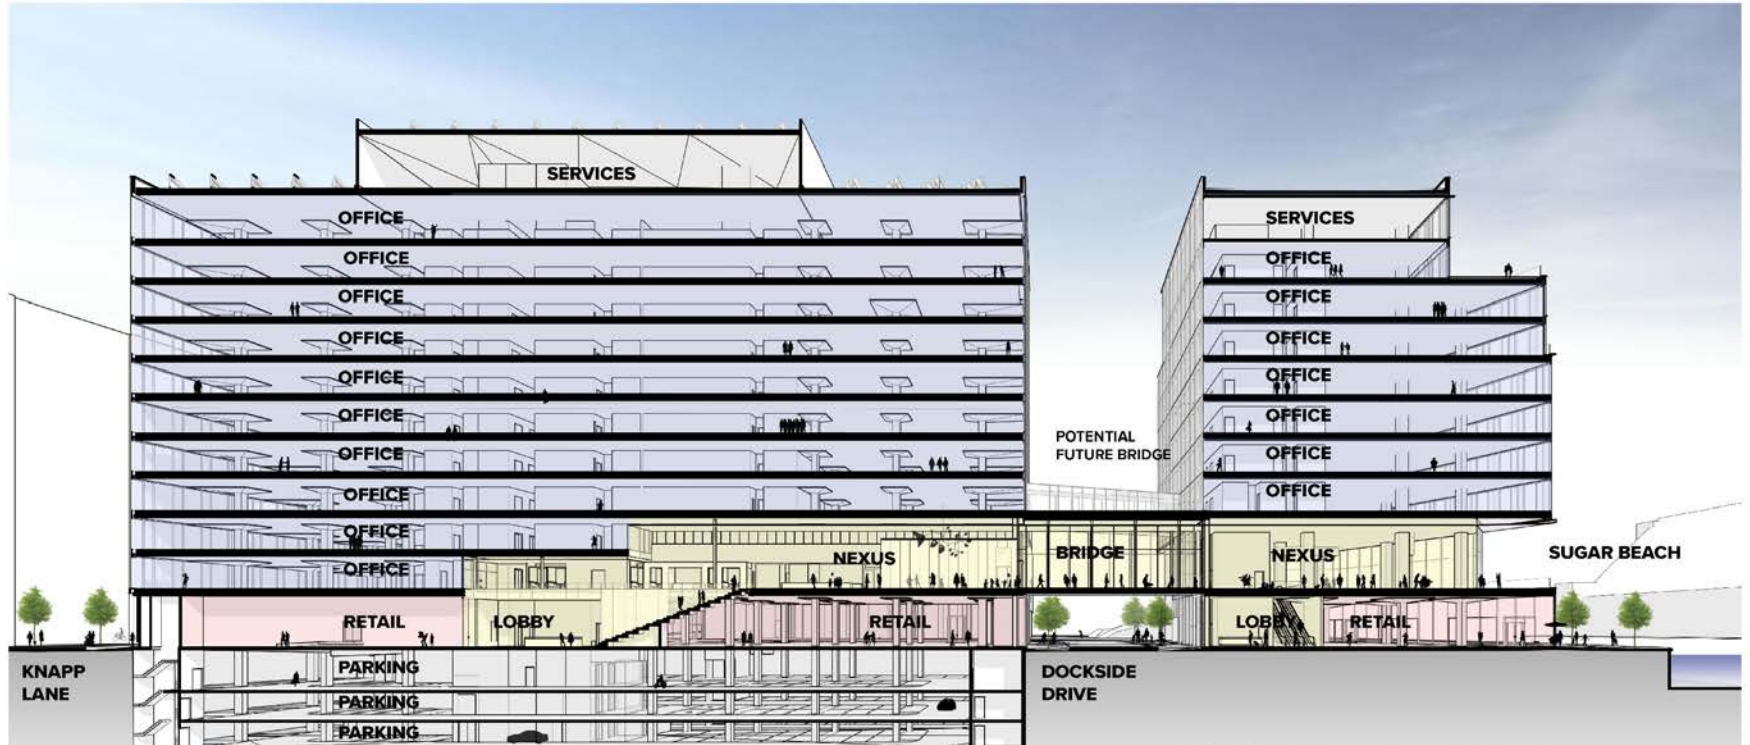 SERVICES
OFFICE
OFFICE
OFFICE
OFFICE
OFFICE
OFFICE
OFFICE
OFFICE
OFFICE
OFFICE
NEXUS
RETAIL
LOBBY
RETAIL
PARKING
PARKING
PARKING
KNAPP
LANE
POTENTIAL
FUTURE BRIDGE
BRIDGE
DOCKSIDE
DRIVE
SERVICES
OFFICE
OFFICE
OFFICE
OFFICE
OFFICE
OFFICE
OFFICE
NEXUS
LOBBY
RETAIL
SUGAR BEACH